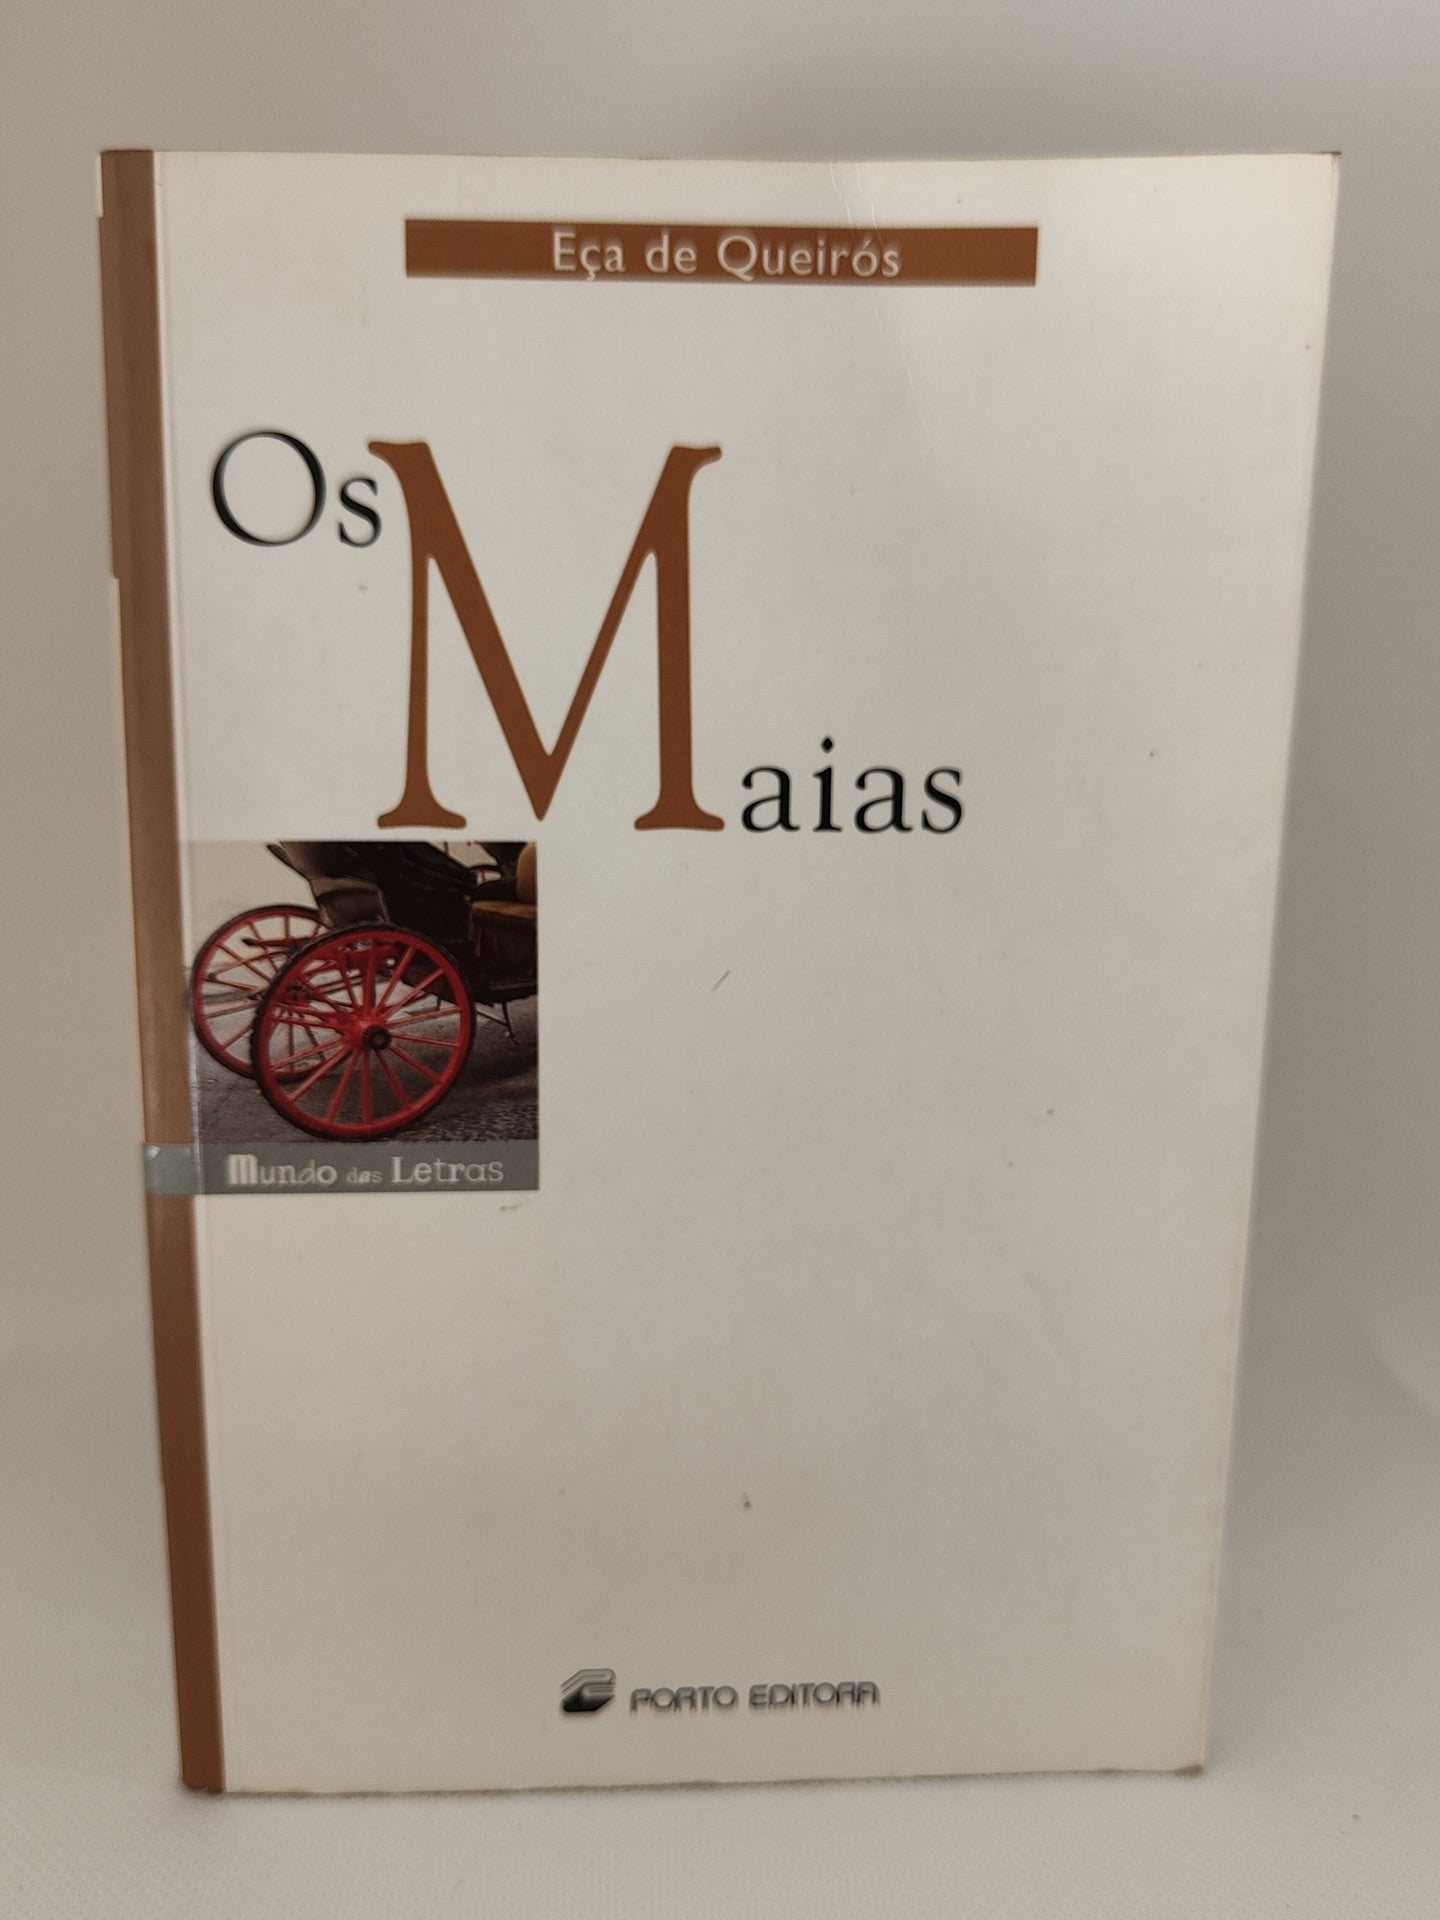 Eça de Queirós
Os Maias
Mundo das Letras
PORTO EDITORA